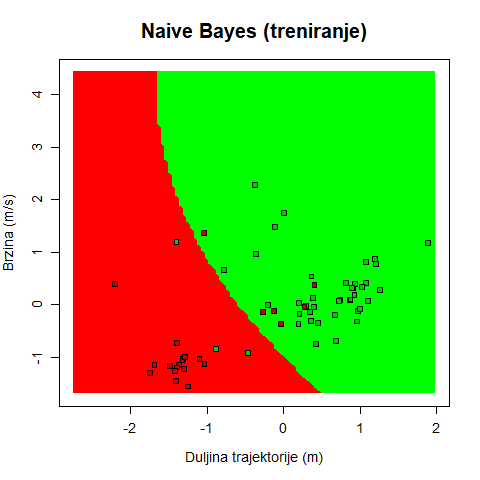 Naive Bayes (treniranje)
Brzina (m/s)
4
3
2
1
0
-1
-2 -1 0 1 2
Duljina trajektorije (m)